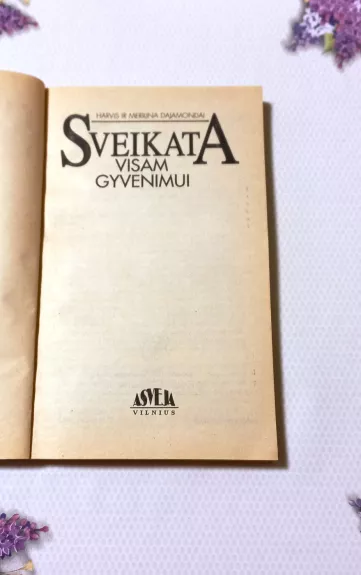 HARVIS IR MERILINA DAJAMONDAI
SVEIKATA
VISAM
GYVENIMUI
ASVEJA
VILNIUS